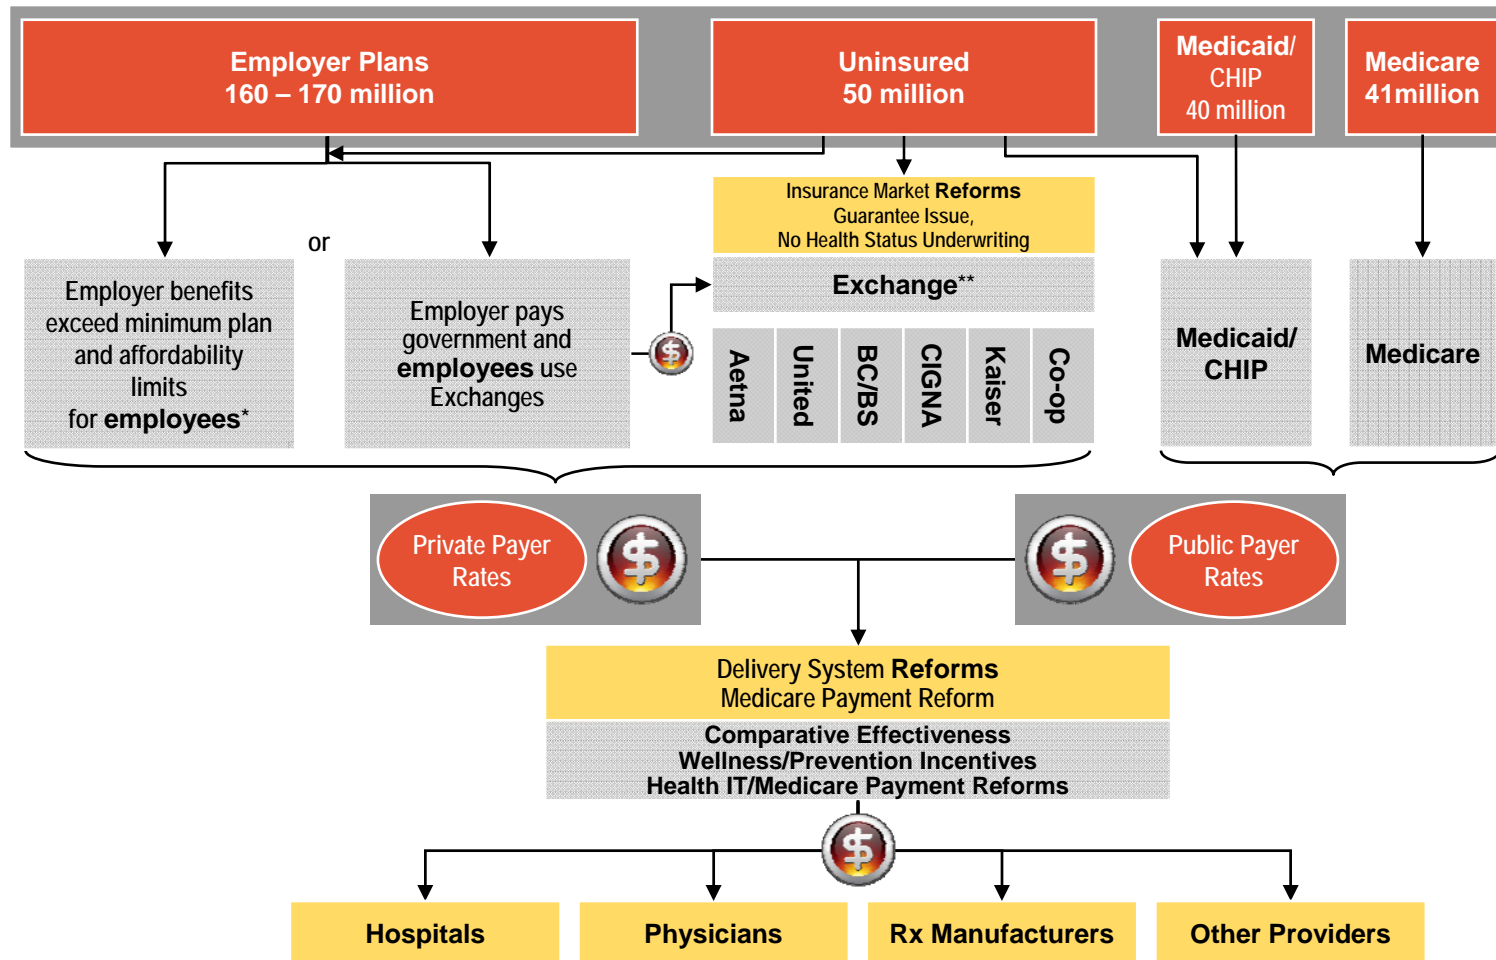 Employer Plans
160 – 170 million
Uninsured
50 million
Medicaid/
CHIP
40 million
Medicare
41million
Insurance Market Reforms
Guarantee Issue,
No Health Status Underwriting
or
Employer benefits
exceed minimum plan
and affordability
limits
for employees*
Employer pays
government and
employees use
Exchanges
$
Exchange**
Aetna
United
BC/BS
CIGNA
Kaiser
Co-op
Medicaid/
CHIP
Medicare
Private Payer
Rates
$
$
Public Payer
Rates
Delivery System Reforms
Medicare Payment Reform
Comparative Effectiveness
Wellness/Prevention Incentives
Health IT/Medicare Payment Reforms
$
Hospitals
Physicians
Rx Manufacturers
Other Providers